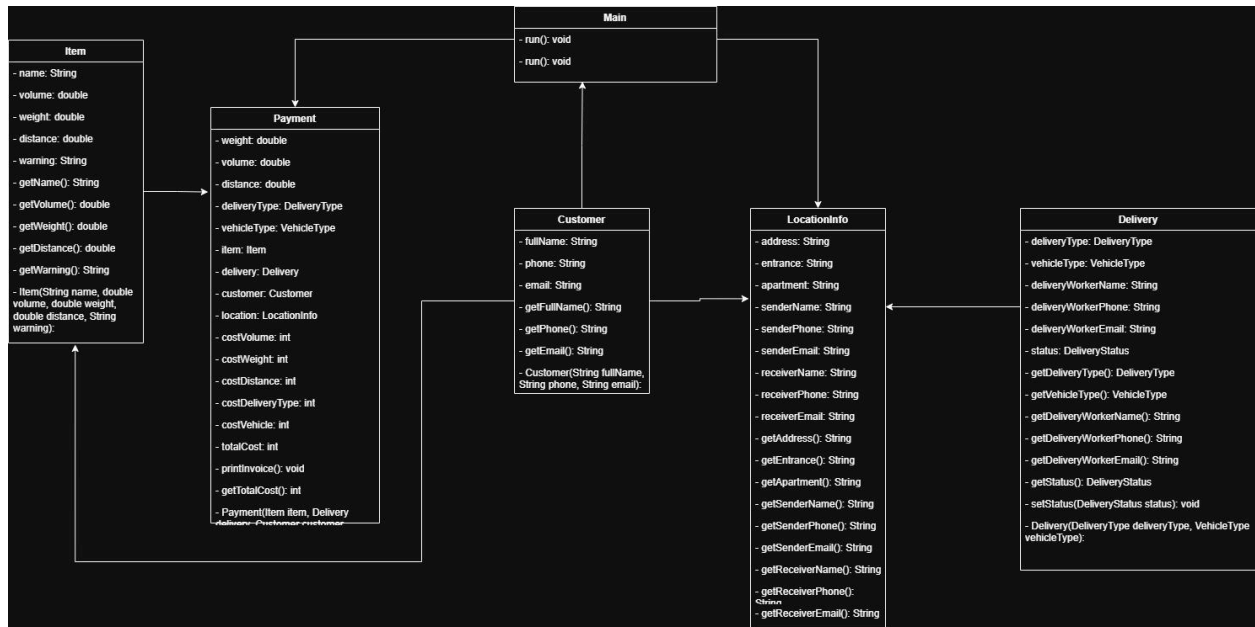 Main
- run(): void
- run(): void
Item
- name: String
- volume: double
- weight: double
- distance: double
- warning: String
- getName(): String
- getVolume(): double
- getWeight(): double
- getDistance(): double
- getWarning(): String
- Item(String name, double
volume, double weight,
double distance, String
warning):
Payment
- weight: double
- volume: double
- distance: double
- deliveryType: DeliveryType
- vehicleType: VehicleType
- item: Item
- delivery: Delivery
- customer: Customer
- location: LocationInfo
- costVolume: int
- costWeight: int
- costDistance: int
- costDeliveryType: int
- costVehicle: int
- totalCost: int
- printInvoice(): void
- getTotalCost(): int
- Payment(Item item, Delivery
delivery, Customer customer
Customer
- fullName: String
- phone: String
- email: String
- getFullName(): String
- getPhone(): String
- getEmail(): String
- Customer(String fullName,
String phone, String email):
LocationInfo
- address: String
- entrance: String
- apartment: String
- senderName: String
- senderPhone: String
- senderEmail: String
- receiverName: String
- receiverPhone: String
- receiverEmail: String
- getAddress(): String
- getEntrance(): String
- getApartment(): String
- getSenderName(): String
- getSenderPhone(): String
- getSenderEmail(): String
- getReceiverName(): String
- getReceiverPhone():
String
- getReceiverEmail(): String
Delivery
- deliveryType: DeliveryType
- vehicleType: VehicleType
- deliveryWorkerName: String
- deliveryWorkerPhone: String
- deliveryWorkerEmail: String
- status: DeliveryStatus
- getDeliveryType(): DeliveryType
- getVehicleType(): VehicleType
- getDeliveryWorkerName(): String
- getDeliveryWorkerPhone(): String
- getDeliveryWorkerEmail(): String
- getStatus(): DeliveryStatus
- setStatus(DeliveryStatus status): void
- Delivery(DeliveryType deliveryType, VehicleType
vehicleType):